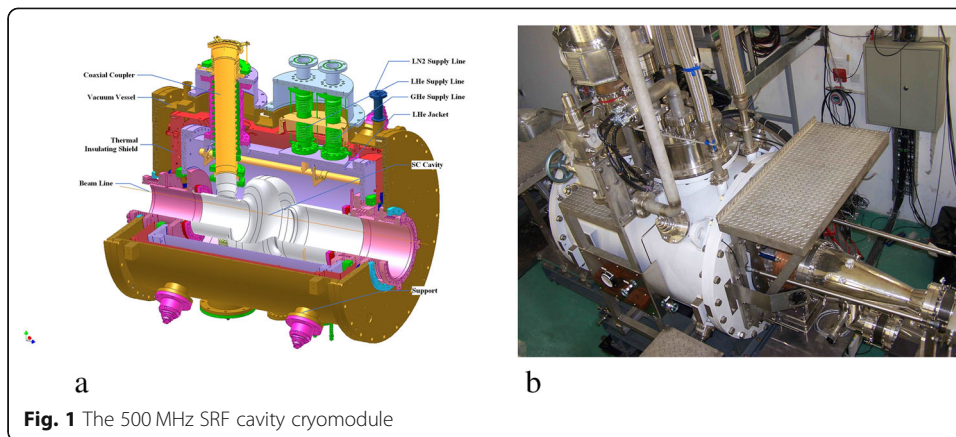 Coaxial Coupler
Vacuum Vessel
Thermal
Insulating Shield
Beam Line
LN2 Supply Line
LHe Supply Line
GHe Supply Line
LHe Jacket
SC Cavity
Support
a
b
Fig. 1 The 500 MHz SRF cavity cryomodule